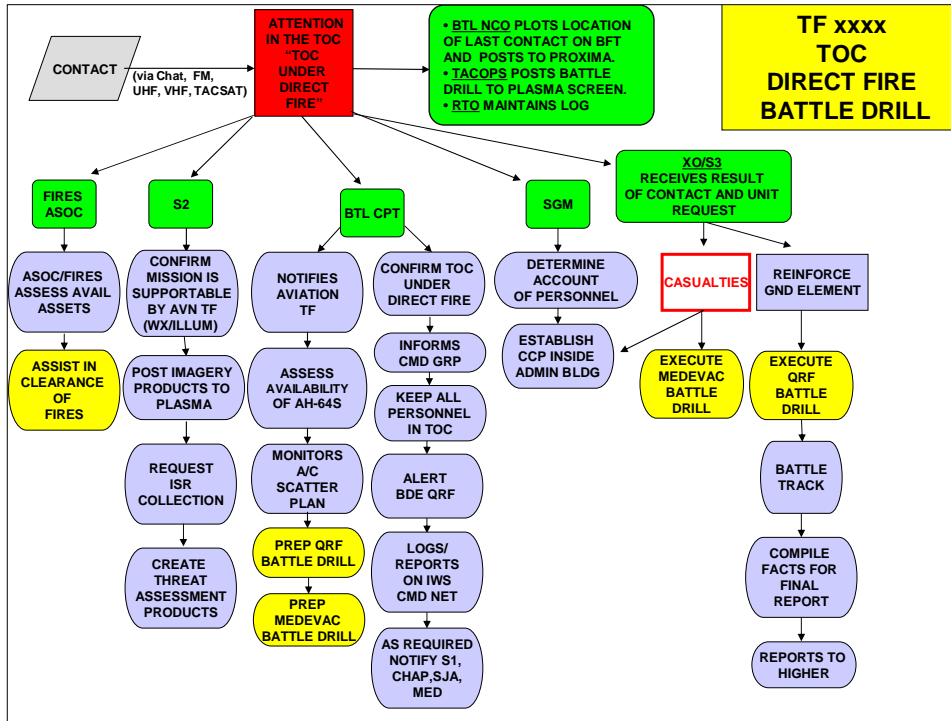 CONTACT
(via Chat, FM,
UHF, VHF, TACSAT)
ATTENTION
IN THE TOC
“TOC
UNDER
DIRECT
FIRE”
• BTL NCO PLOTS LOCATION
OF LAST CONTACT ON BFT
AND POSTS TO PROXIMA.
• TACOPS POSTS BATTLE
DRILL TO PLASMA SCREEN.
• RTO MAINTAINS LOG
TF xxxx
TOC
DIRECT FIRE
BATTLE DRILL
FIRES
ASOC
ASOC/FIRES
ASSESS AVAIL
ASSETS
ASSIST IN
CLEARANCE
OF
FIRES
S2
CONFIRM
MISSION IS
SUPPORTABLE
BY AVN TF
(WX/ILLUM)
POST IMAGERY
PRODUCTS TO
PLASMA
REQUEST
ISR
COLLECTION
CREATE
THREAT
ASSESSMENT
PRODUCTS
BTL CPT
NOTIFIES
AVIATION
TF
ASSESS
AVAILABILITY
OF AH-64S
MONITORS
A/C
SCATTER
PLAN
PREP QRF
BATTLE DRILL
PREP
MEDEVAC
BATTLE DRILL
CONFIRM TOC
UNDER
DIRECT FIRE
INFORMS
CMD GRP
KEEP ALL
PERSONNEL
IN TOC
ALERT
BDE QRF
LOGS/
REPORTS
ON IWS
CMD NET
AS REQUIRED
NOTIFY S1,
CHAP,SJA,
MED
SGM
DETERMINE
ACCOUNT
OF PERSONNEL
ESTABLISH
CCP INSIDE
ADMIN BLDG
XO/S3
RECEIVES RESULT
OF CONTACT AND UNIT
REQUEST
CASUALTIES
EXECUTE
MEDEVAC
BATTLE
DRILL
REINFORCE
GND ELEMENT
EXECUTE
QRF
BATTLE
DRILL
BATTLE
TRACK
COMPILE
FACTS FOR
FINAL
REPORT
REPORTS TO
HIGHER